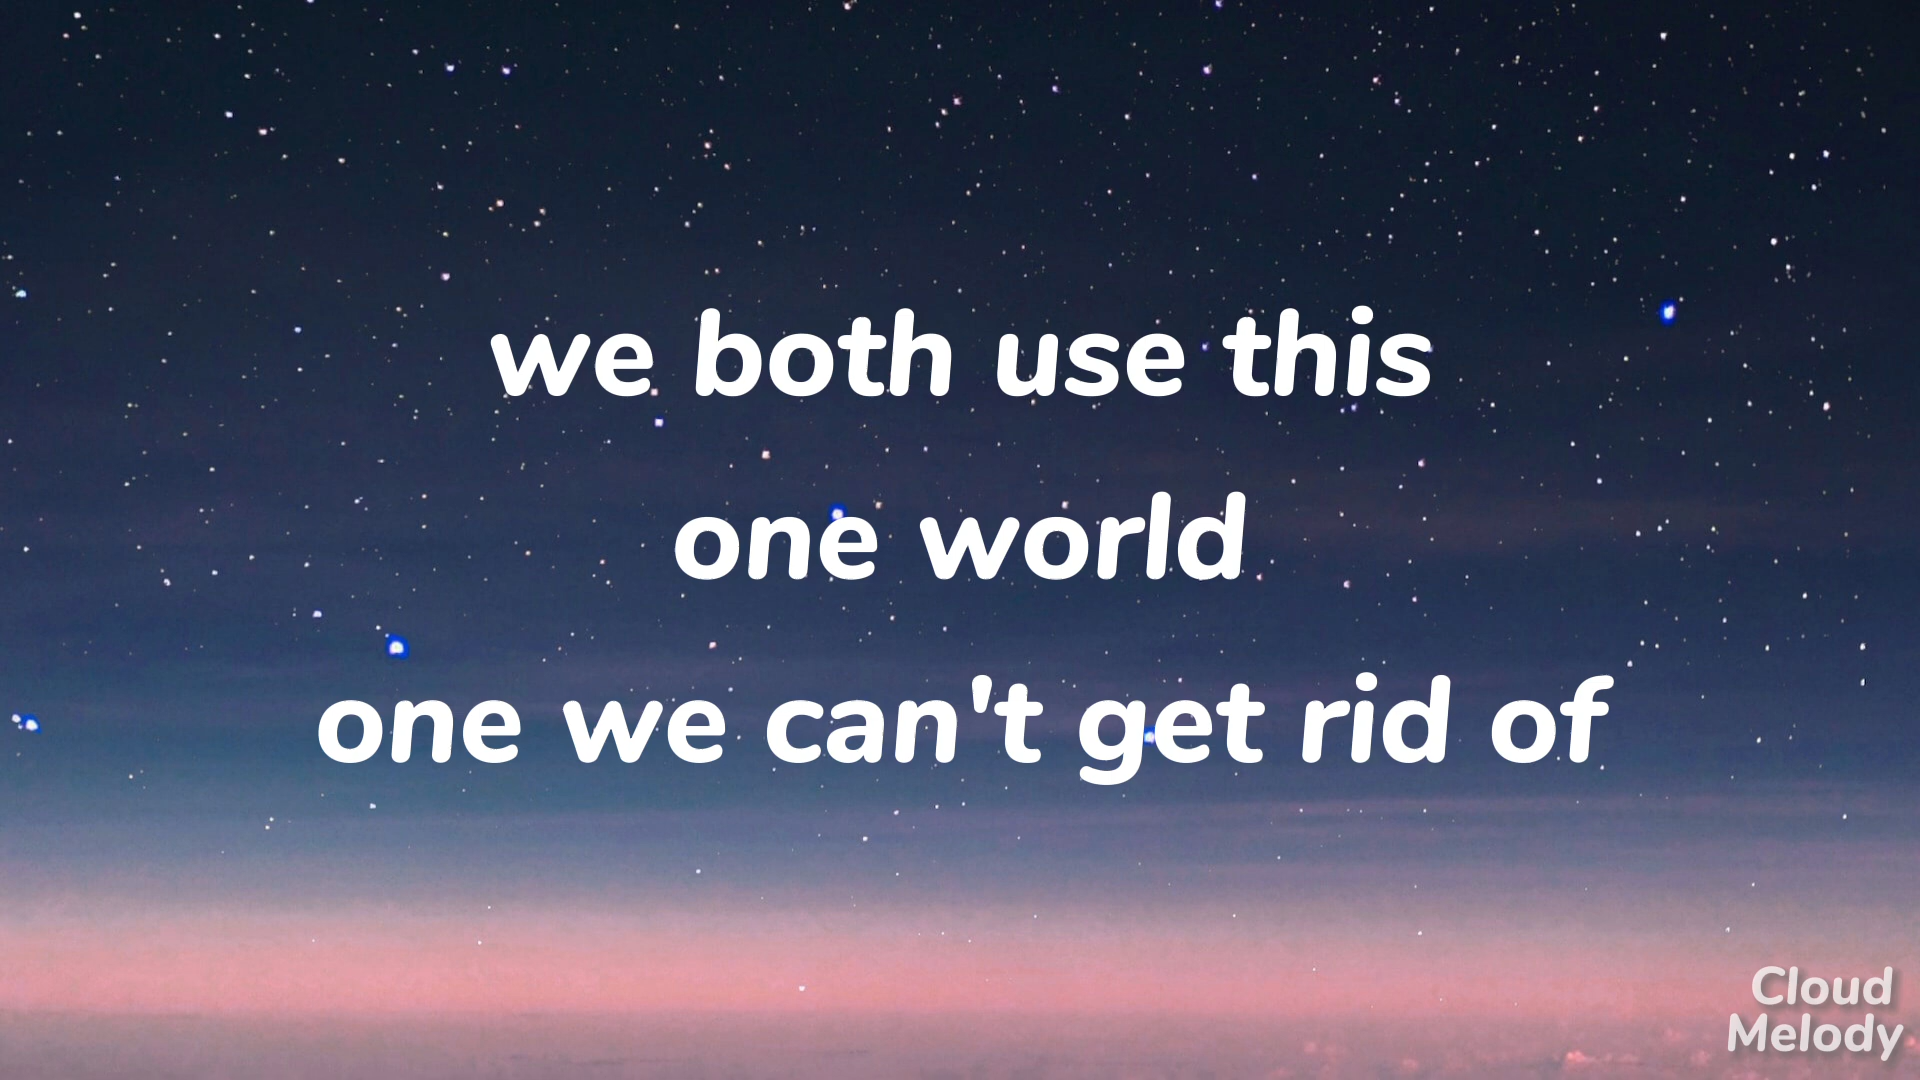 we both use this
one world
one we can't get rid of
Cloud
Melody